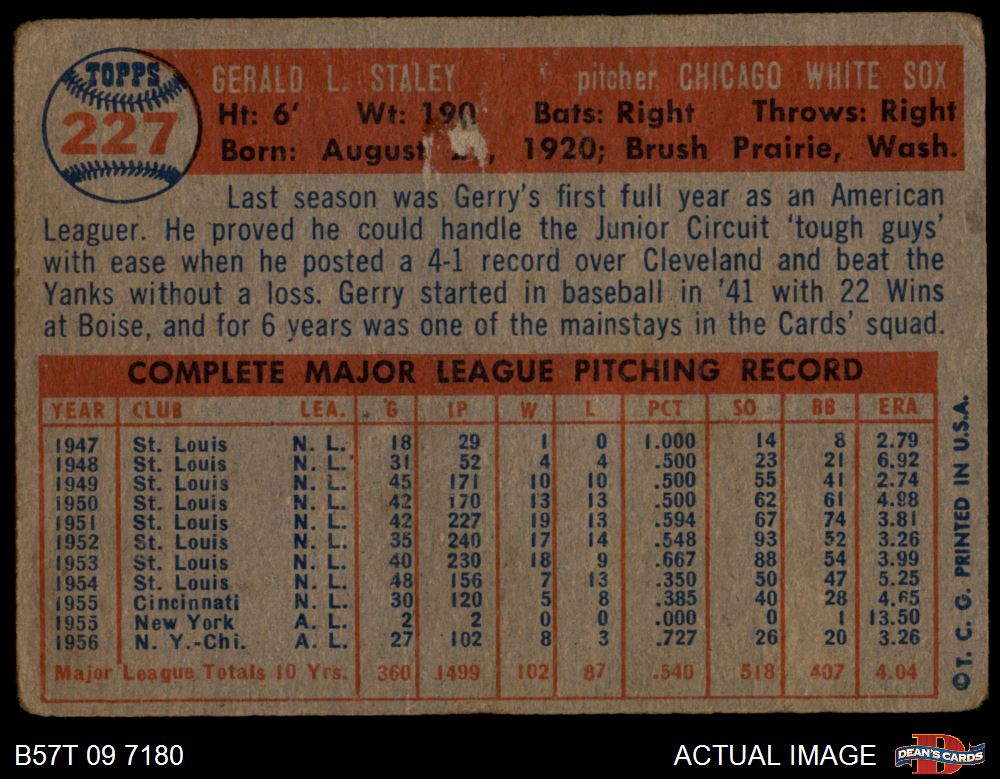 TOPPS
227
GERALD L. STALEY pitcher CHICAGO WHITE SOX
Ht: 6' Wt: 190 Bats: Right Throws: Right
Born: August , 1920; Brush Prairie, Wash.
Last season was Gerry's first full year as an American
Leaguer. He proved he could handle the Junior Circuit 'tough guys'
with ease when he posted a 4-1 record over Cleveland and beat the
Yanks without a loss. Gerry started in baseball in '41 with 22 Wins
at Boise, and for 6 years was one of the mainstays in the Cards' squad.
COMPLETE MAJOR LEAGUE PITCHING RECORD
YEAR CLUB LEA. G IP W L PCT SO BB ERA
1947 St. Louis N. L. 18 29 1 0 1.000 14 8 2.79
1948 St. Louis N. L. 31 52 4 4 .500 23 21 6.92
1949 St. Louis N. L. 45 171 10 10 .500 55 41 2.74
1950 St. Louis N. L. 42 170 13 13 .500 62 61 4.98
1951 St. Louis N. L. 42 227 19 13 .594 67 74 3.81
1952 St. Louis N. L. 35 240 17 14 .548 93 52 3.26
1953 St. Louis N. L. 40 230 18 9 .667 88 54 3.99
1954 St. Louis N. L. 48 156 7 13 .350 50 47 5.25
1955 Cincinnati N. L. 30 120 5 8 .385 40 28 4.65
1955 New York A. L. 2 2 0 0 .000 0 1 13.50
1956 N. Y.-Chi. A. L. 27 102 8 3 .727 26 20 3.26
Major League Totals 10 Yrs. 360 1499 102 87 .540 518 407 4.04
©T. C. G. PRINTED IN U.S.A.
B57T 09 7180
ACTUAL IMAGE
DEAN'S CARDS